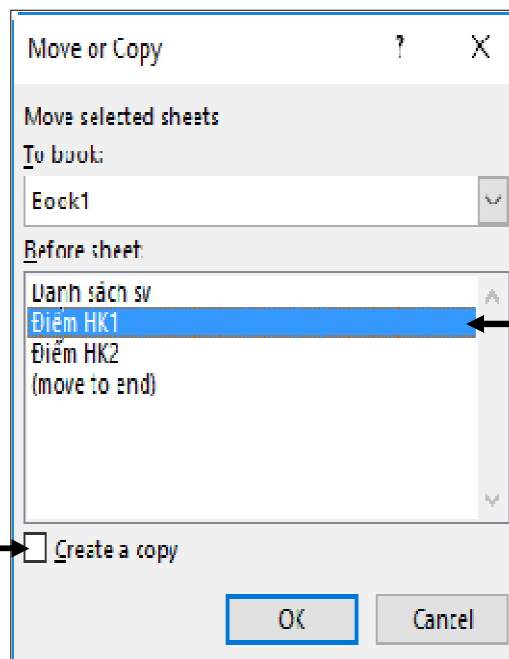 Move or Copy ? X
Move selected sheets
To book:
Book1
Before sheet:
Danh sách sv
Điểm HK1
Điểm HK2
(move to end)
Create a copy
OK Cancel